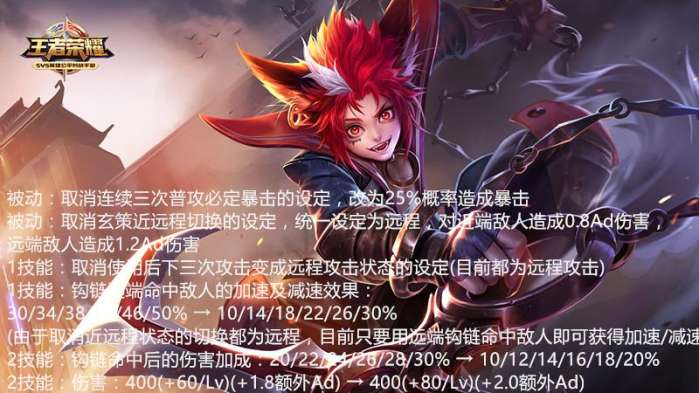 王者荣耀
5V5英雄公平对战手游
被动：取消连续三次普攻必定暴击的设定，改为25%概率造成暴击
被动：取消玄策近远程切换的设定，统一设定为远程，对近端敌人造成0.8Ad伤害，
远端敌人造成1.2Ad伤害
1技能：取消使用后下三次攻击变成远程攻击状态的设定(目前都为远程攻击)
1技能：钩链远端命中敌人的加速及减速效果：
30/34/38/ /46/50% → 10/14/18/22/26/30%
(由于取消近远程状态的切换都为远程，目前只要用远端钩链命中敌人即可获得加速/减速
2技能：钩链命中后的伤害加成：20/22/24/26/28/30% → 10/12/14/16/18/20%
2技能：伤害：400(+60/Lv)(+1.8额外Ad) → 400(+80/Lv)(+2.0额外Ad)